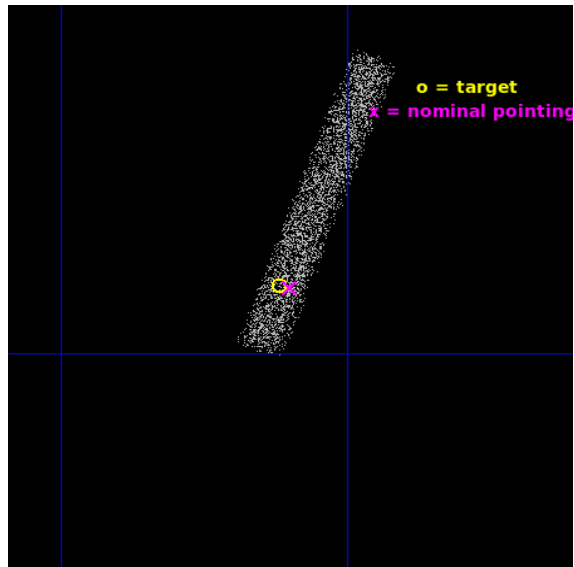 o = target
x = nominal pointing